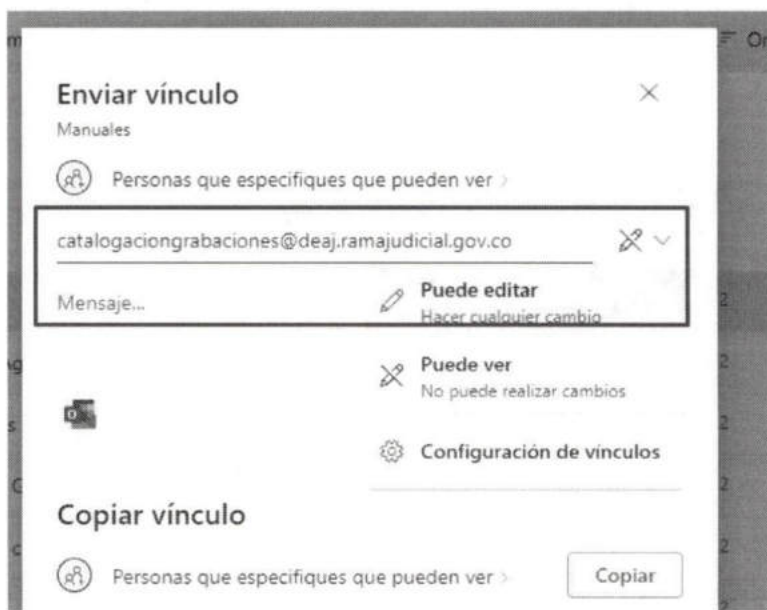 Enviar vínculo
Manuales
Personas que especifiques que pueden ver
catalogaciongrabaciones@deaj.ramajudicial.gov.co
Mensaje...
Puede editar
Hacer cualquier cambio
Puede ver
No puede realizar cambios
Configuración de vínculos
Copiar vínculo
Personas que especifiques que pueden ver
Copiar